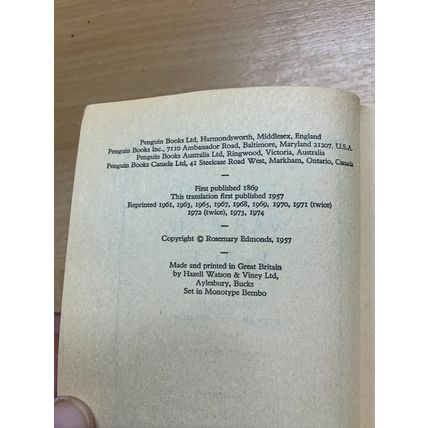 Penguin Books Ltd, Harmondsworth, Middlesex, England
Penguin Books Inc., 7110 Ambassador Road, Baltimore, Maryland 21207, U.S.A.
Penguin Books Australia Ltd, Ringwood, Victoria, Australia
Penguin Books Canada Ltd, 41 Steelcase Road West, Markham, Ontario, Canada
—
First published 1869
This translation first published 1957
Reprinted 1961, 1963, 1965, 1967, 1968, 1969, 1970, 1971 (twice)
1972 (twice), 1973, 1974
—
Copyright © Rosemary Edmonds, 1957
—
Made and printed in Great Britain
by Hazell Watson & Viney Ltd,
Aylesbury, Bucks
Set in Monotype Bembo